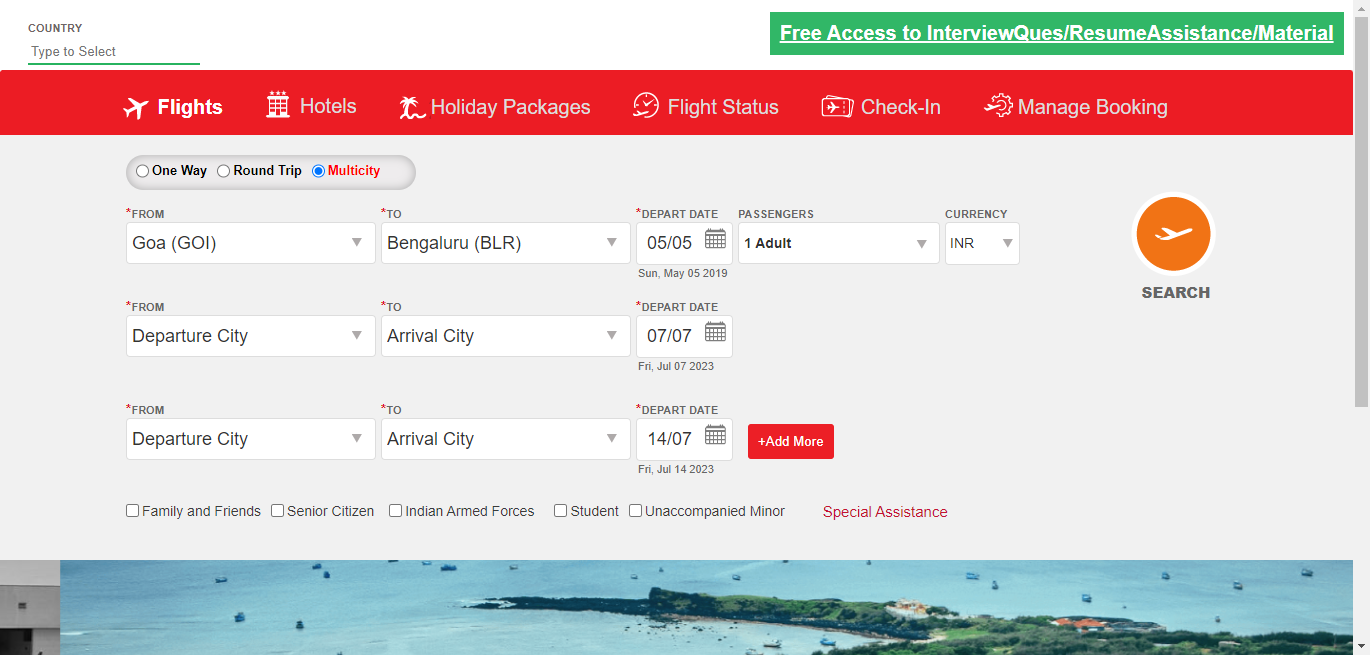 COUNTRY
Type to Select
Free Access to InterviewQues/ResumeAssistance/Material
Flights Hotels Holiday Packages Flight Status Check-In Manage Booking
One Way Round Trip Multicity
*FROM *TO *DEPART DATE PASSENGERS CURRENCY
Goa (GOI) Bengaluru (BLR) 05/05 1 Adult INR
Sun, May 05 2019
SEARCH
*FROM *TO *DEPART DATE
Departure City Arrival City 07/07
Fri, Jul 07 2023
*FROM *TO *DEPART DATE
Departure City Arrival City 14/07 +Add More
Fri, Jul 14 2023
Family and Friends Senior Citizen Indian Armed Forces Student Unaccompanied Minor Special Assistance